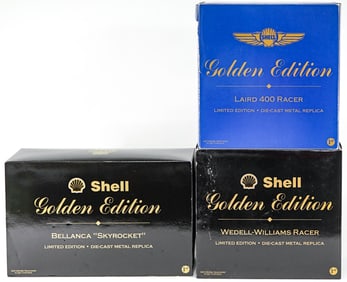 SHELL
Golden Edition
LAIRD 400 RACER
LIMITED EDITION • DIE-CAST METAL REPLICA
Shell
Golden Edition
BELLANCA "SKYROCKET"
LIMITED EDITION • DIE-CAST METAL REPLICA
Shell
Golden Edition
WEDELL-WILLIAMS RACER
LIMITED EDITION • DIE-CAST METAL REPLICA